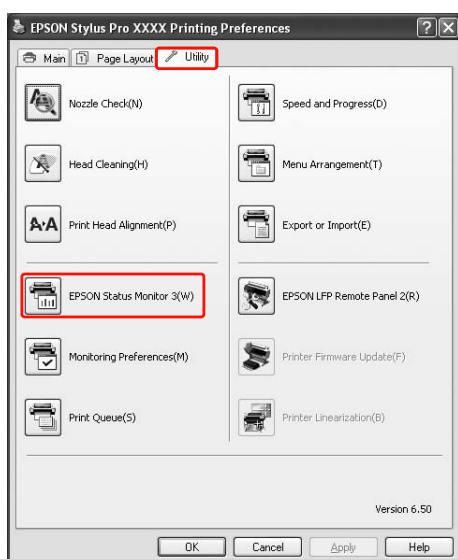 EPSON Stylus Pro XXXX Printing Preferences
Main Page Layout Utility
Nozzle Check(N)
Speed and Progress(D)
Head Cleaning(H)
Menu Arrangement(T)
Print Head Alignment(P)
Export or Import(E)
EPSON Status Monitor 3(W)
EPSON LFP Remote Panel 2(R)
Monitoring Preferences(M)
Printer Firmware Update(F)
Print Queue(S)
Printer Linearization(B)
Version 6.50
OK Cancel Apply Help